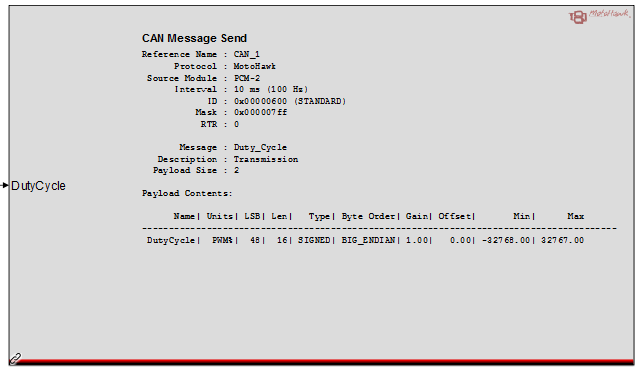 MotoHawk
CAN Message Send
Reference Name : CAN_1
Protocol : MotoHawk
Source Module : PCM-2
Interval : 10 ms (100 Hz)
ID : 0x00000600 (STANDARD)
Mask : 0x000007ff
RTR : 0
Message : Duty_Cycle
Description : Transmission
Payload Size : 2
DutyCycle
Payload Contents:
Name| Units| LSB| Len| Type| Byte Order| Gain| Offset| Min| Max
DutyCycle| PWM%| 48| 16| SIGNED| BIG_ENDIAN| 1.00| 0.00| -32768.00| 32767.00